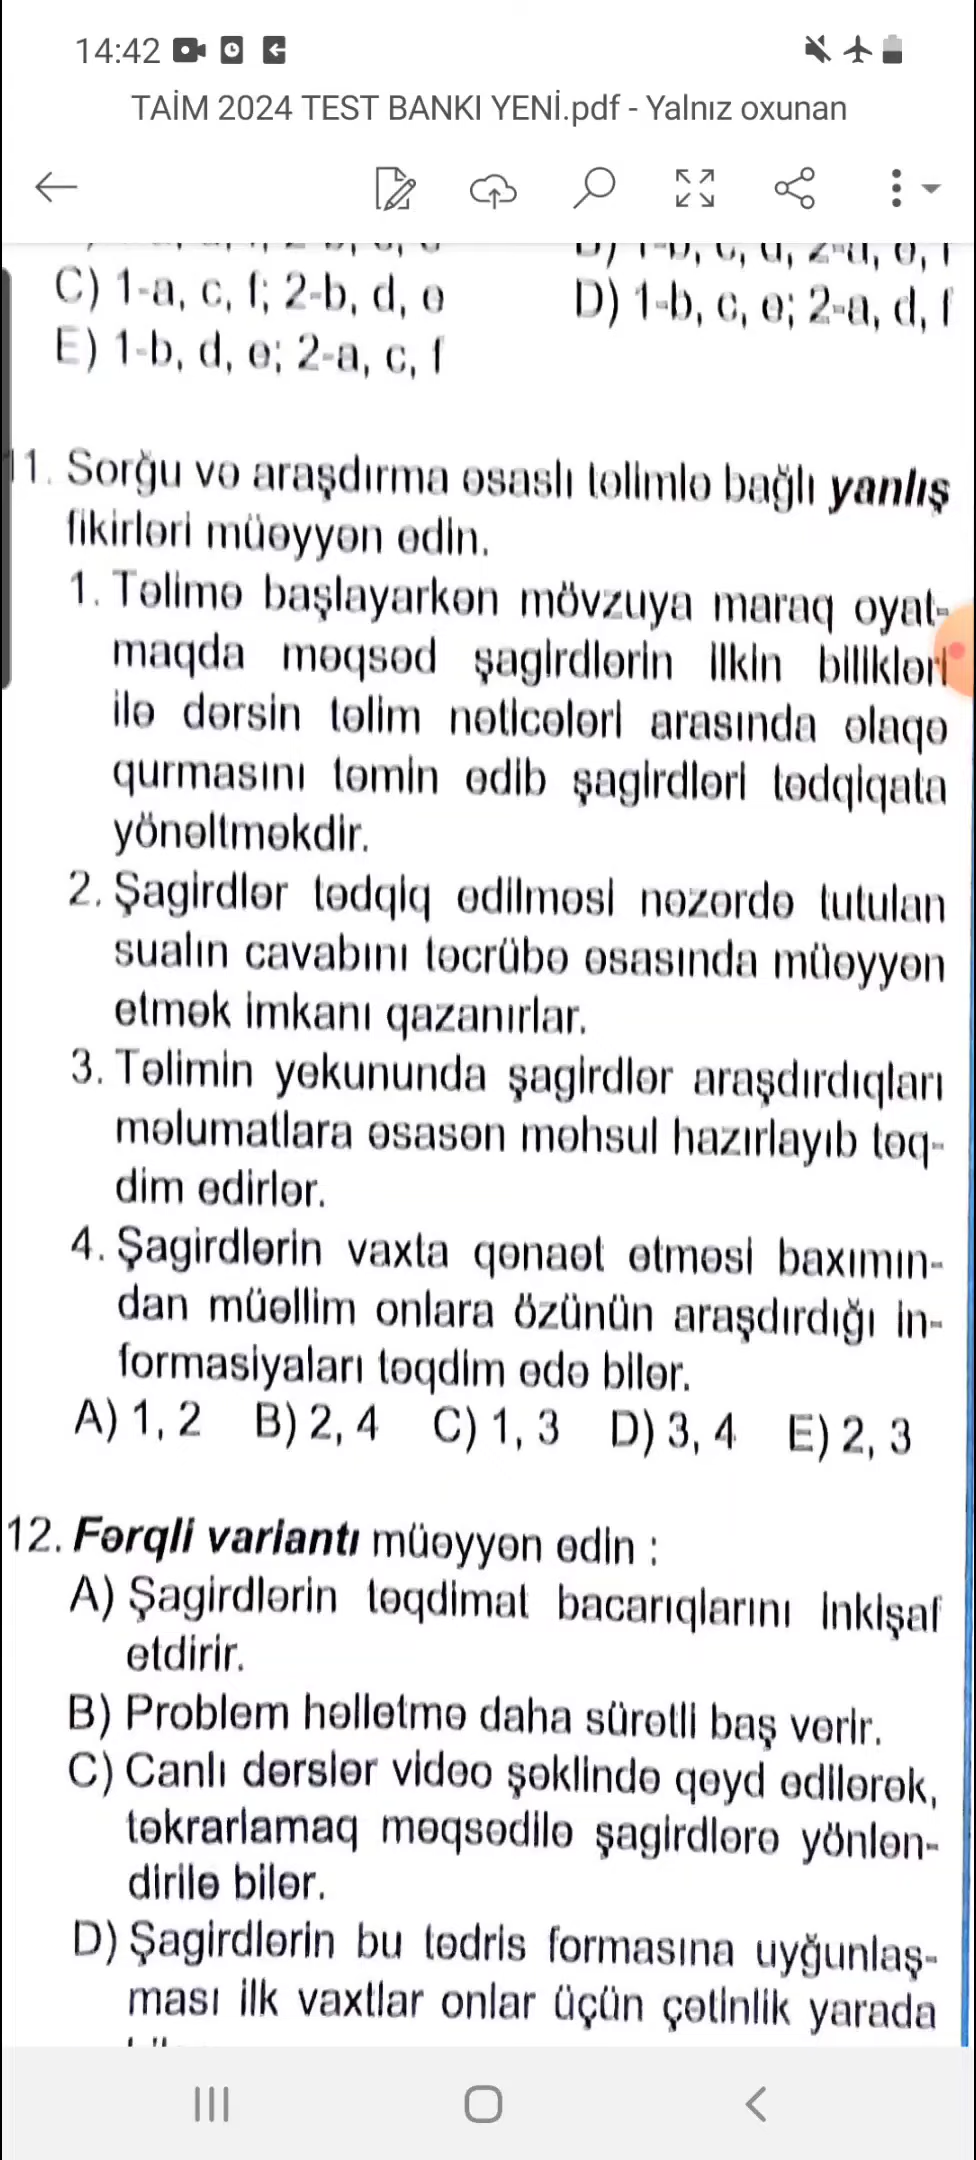 14:42
TAİM 2024 TEST BANKI YENİ.pdf - Yalnız oxunan
C) 1-a, c, f; 2-b, d, e
D) 1-b, c, e; 2-a, d, f
E) 1-b, d, e; 2-a, c, f
11. Sorğu və araşdırma əsaslı təlimlə bağlı yanlış
fikirləri müəyyən edin.
1. Təlimə başlayarkən mövzuya maraq oyat-
maqda məqsəd şagirdlərin ilkin bilikləri
ilə dərsin təlim nəticələri arasında əlaqə
qurmasını təmin edib şagirdləri tədqiqata
yönəltməkdir.
2. Şagirdlər tədqiq edilməsi nəzərdə tutulan
sualın cavabını təcrübə əsasında müəyyən
etmək imkanı qazanırlar.
3. Təlimin yekununda şagirdlər araşdırdıqları
məlumatlara əsasən məhsul hazırlayıb təq-
dim edirlər.
4. Şagirdlərin vaxta qənaət etməsi baxımın-
dan müəllim onlara özünün araşdırdığı in-
formasiyaları təqdim edə bilər.
A) 1, 2 B) 2, 4 C) 1, 3 D) 3, 4 E) 2, 3
12. Fərqli variantı müəyyən edin :
A) Şagirdlərin təqdimat bacarıqlarını inkişaf
etdirir.
B) Problem həlletmə daha sürətli baş verir.
C) Canlı dərslər video şəklində qeyd edilərək,
təkrarlamaq məqsədilə şagirdlərə yönlən-
dirilə bilər.
D) Şagirdlərin bu tədris formasına uyğunlaş-
ması ilk vaxtlar onlar üçün çətinlik yarada